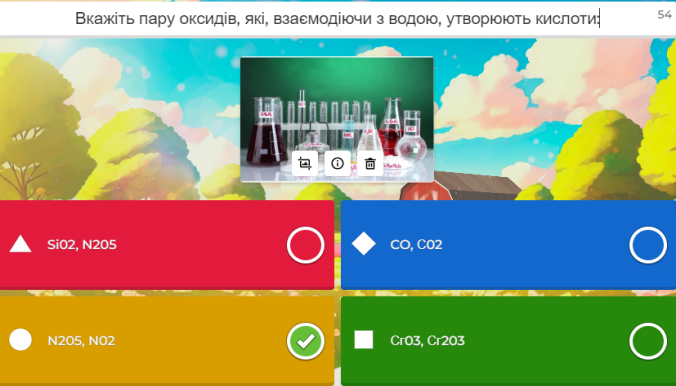 Вкажіть пару оксидів, які, взаємодіючи з водою, утворюють кислоти:
54
Si02, N205
CO, C02
N205, N02
Cr03, Cr203